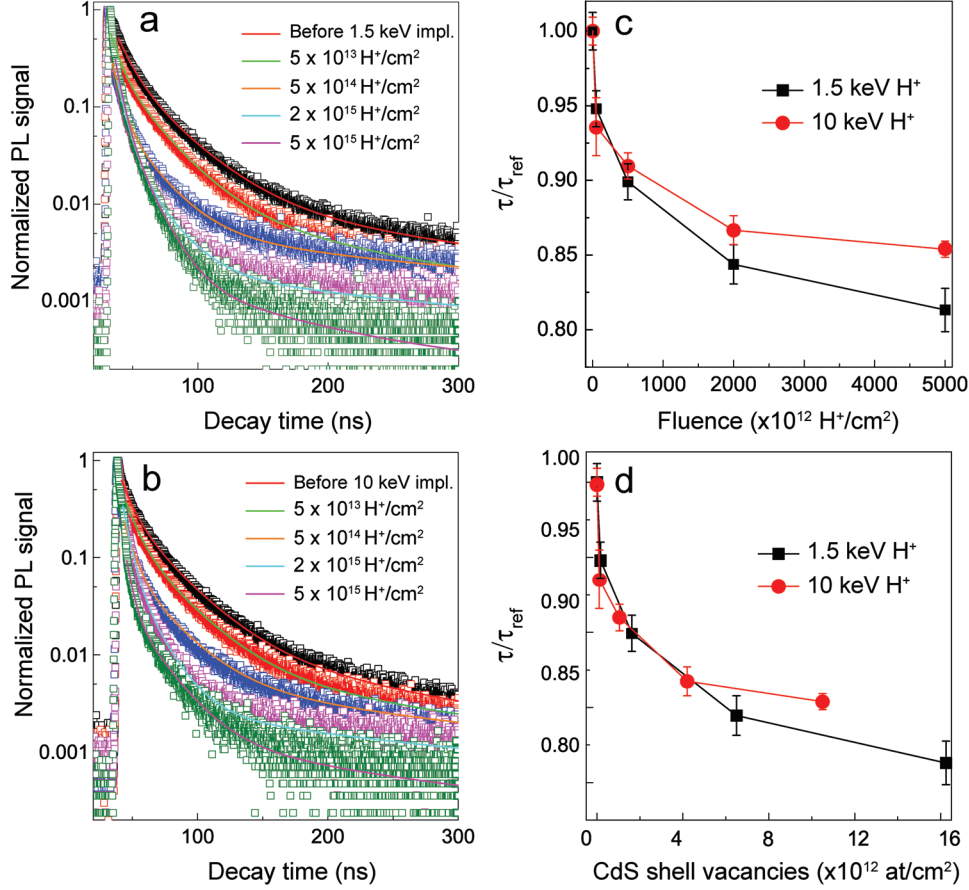 a
Normalized PL signal
1
0.1
0.01
0.001
Before 1.5 keV impl.
5 x 10¹³ H⁺/cm²
5 x 10¹⁴ H⁺/cm²
2 x 10¹⁵ H⁺/cm²
5 x 10¹⁵ H⁺/cm²
100 200 300
Decay time (ns)
c
τ/τref
1.00
0.95
0.90
0.85
0.80
1.5 keV H⁺
10 keV H⁺
0 1000 2000 3000 4000 5000
Fluence (x10¹² H⁺/cm²)
b
Normalized PL signal
1
0.1
0.01
0.001
Before 10 keV impl.
5 x 10¹³ H⁺/cm²
5 x 10¹⁴ H⁺/cm²
2 x 10¹⁵ H⁺/cm²
5 x 10¹⁵ H⁺/cm²
100 200 300
Decay time (ns)
d
τ/τref
1.00
0.95
0.90
0.85
0.80
1.5 keV H⁺
10 keV H⁺
0 4 8 12 16
CdS shell vacancies (x10¹² at/cm²)